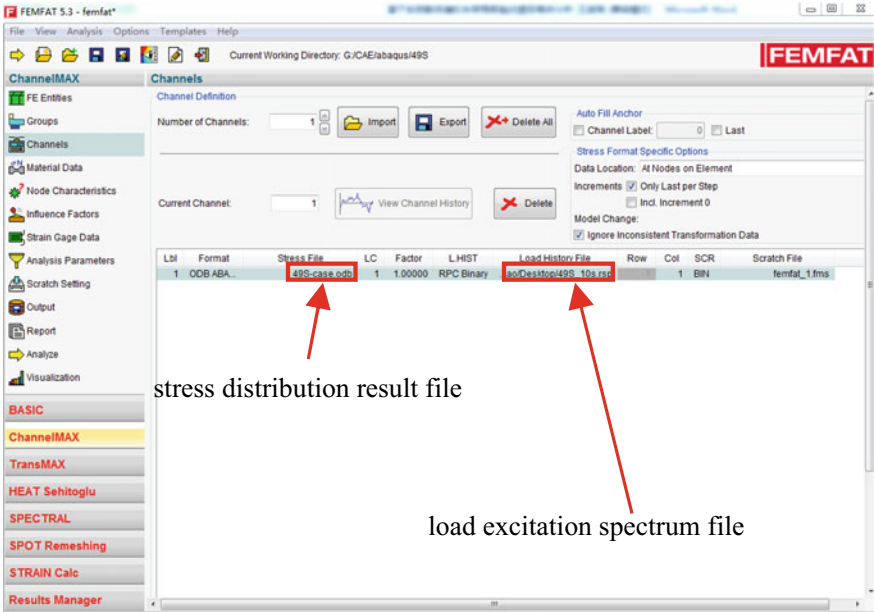 FEMFAT 5.3 - femfat*
File View Analysis Options Templates Help
Current Working Directory: G:/CAE/abaqus/49S
FEMFAT
ChannelMAX
FE Entities
Groups
Channels
Material Data
Node Characteristics
Influence Factors
Strain Gage Data
Analysis Parameters
Scratch Setting
Output
Report
Analyze
Visualization
BASIC
ChannelMAX
TransMAX
HEAT Sehitoglu
SPECTRAL
SPOT Remeshing
STRAIN Calc
Results Manager
Channels
Channel Definition
Number of Channels: 1 Import Export Delete All
Auto Fill Anchor
Channel Label: 0 Last
Stress Format Specific Options
Data Location: At Nodes on Element
Increments Only Last per Step
Incl. Increment 0
Model Change:
Ignore Inconsistent Transformation Data
Current Channel: 1 View Channel History Delete
Lbl Format Stress File LC Factor L.HIST Load History File Row Col SCR Scratch File
1 ODB ABA... 49S-case.odb 1 1.00000 RPC Binary ...ao/Desktop/49S_10s.rsp 1 BIN femfat_1.fms
stress distribution result file
load excitation spectrum file